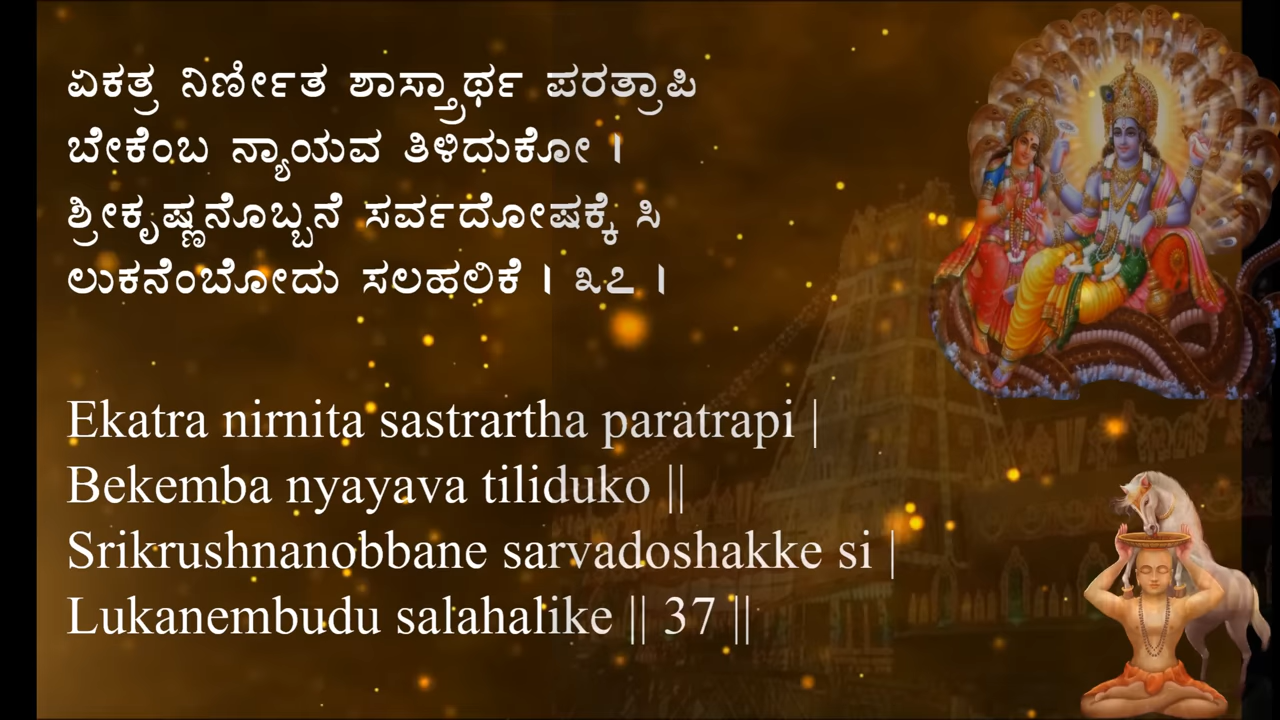 ಏಕತ್ರ ನಿರ್ಣೀತ ಶಾಸ್ತ್ರಾರ್ಥ ಪರತ್ರಾಪಿ
ಬೇಕೆಂಬ ನ್ಯಾಯವ ತಿಳಿದುಕೋ ।
ಶ್ರೀಕೃಷ್ಣನೊಬ್ಬನೆ ಸರ್ವದೋಷಕ್ಕೆ ಸಿ
ಲುಕನೆಂಬೋದು ಸಲಹಲಿಕೆ । ೩೭ ।
Ekatra nirnita sastrartha paratrapi |
Bekemba nyayava tiliduko ||
Srikrushnanobbane sarvadoshakke si |
Lukanembudu salahalike || 37 ||